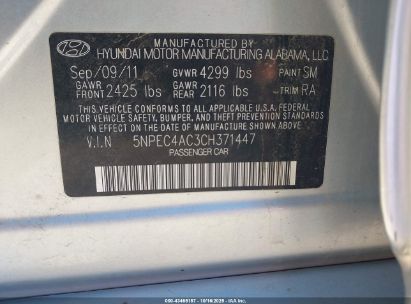 MANUFACTURED BY
HYUNDAI MOTOR MANUFACTURING ALABAMA, LLC
Sep/09/11 GVWR 4299 lbs PAINT SM
GAWR FRONT 2425 lbs GAWR REAR 2116 lbs TRIM RA
THIS VEHICLE CONFORMS TO ALL APPLICABLE U.S.A. FEDERAL
MOTOR VEHICLE SAFETY, BUMPER, AND THEFT PREVENTION
STANDARDS IN EFFECT ON THE DATE OF MANUFACTURE
V.I.N 5NPEC4AC3CH371447
PASSENGER CAR